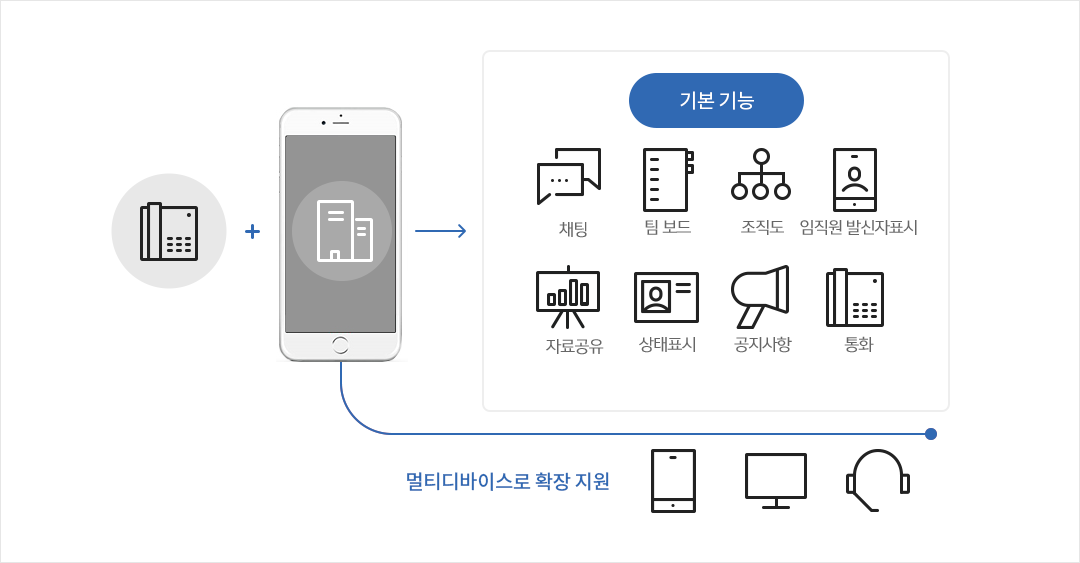 기본 기능
채팅
팀 보드
조직도
임직원 발신자표시
자료공유
상태표시
공지사항
통화
멀티디바이스로 확장 지원